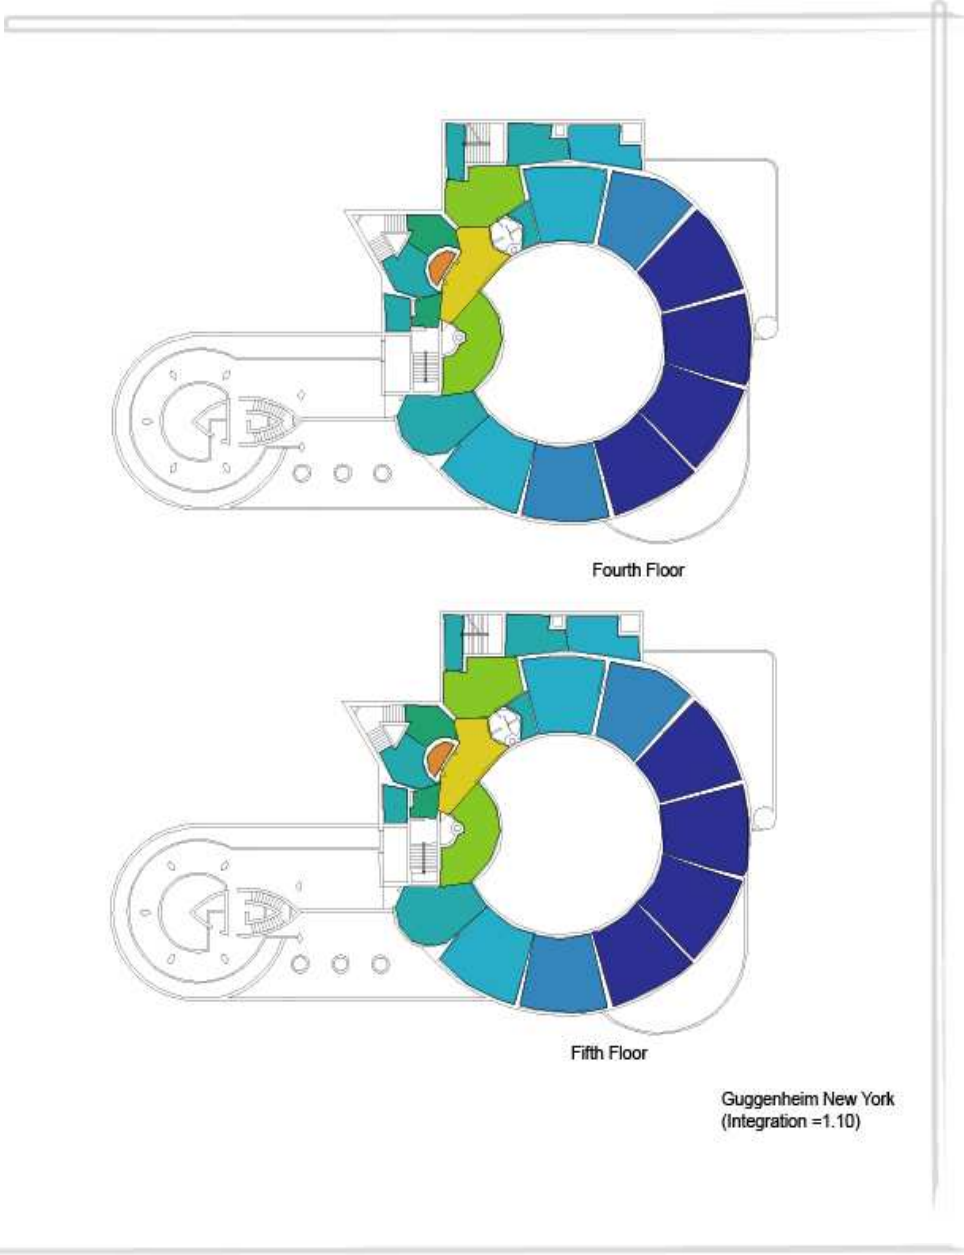 Fourth Floor
Fifth Floor
Guggenheim New York
(Integration =1.10)